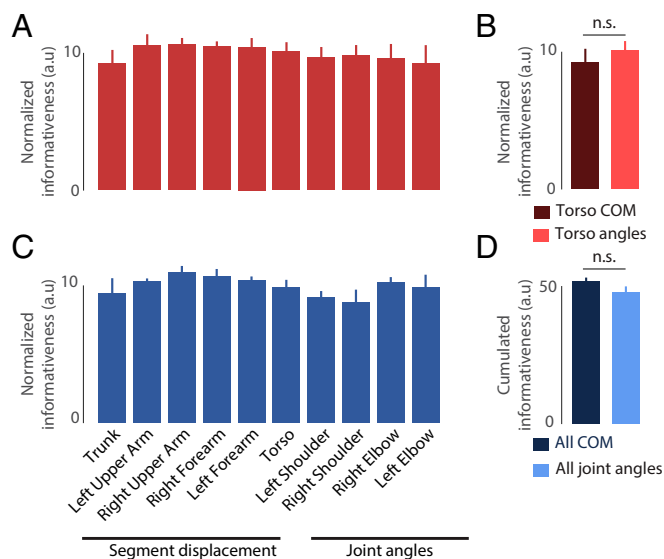 A
Normalized
informativeness (a.u)
10
0
B
n.s.
Normalized
informativeness (a.u)
10
0
Torso COM
Torso angles
C
Normalized
informativeness (a.u)
10
0
Trunk
Left Upper Arm
Right Upper Arm
Right Forearm
Left Forearm
Torso
Left Shoulder
Right Shoulder
Right Elbow
Left Elbow
Segment displacement
Joint angles
D
n.s.
Cumulated
informativeness (a.u)
50
0
All COM
All joint angles